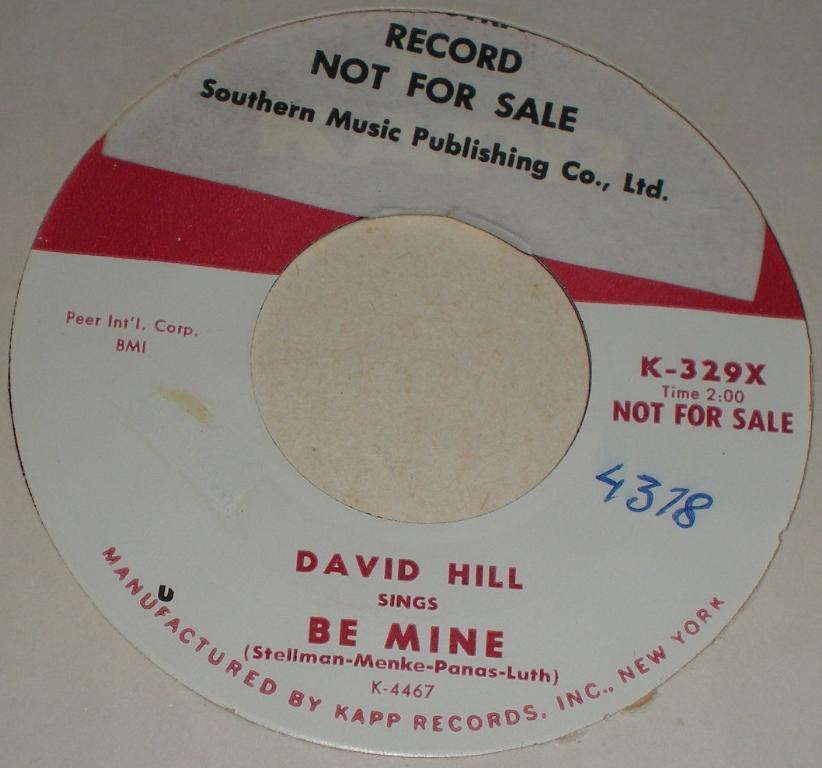 RECORD
NOT FOR SALE
Southern Music Publishing Co., Ltd.
Peer Int'l. Corp.
BMI
K-329X
Time 2:00
NOT FOR SALE
4378
DAVID HILL
SINGS
BE MINE
(Stellman-Menke-Panas-Luth)
K-4467
U
MANUFACTURED BY KAPP RECORDS, INC., NEW YORK